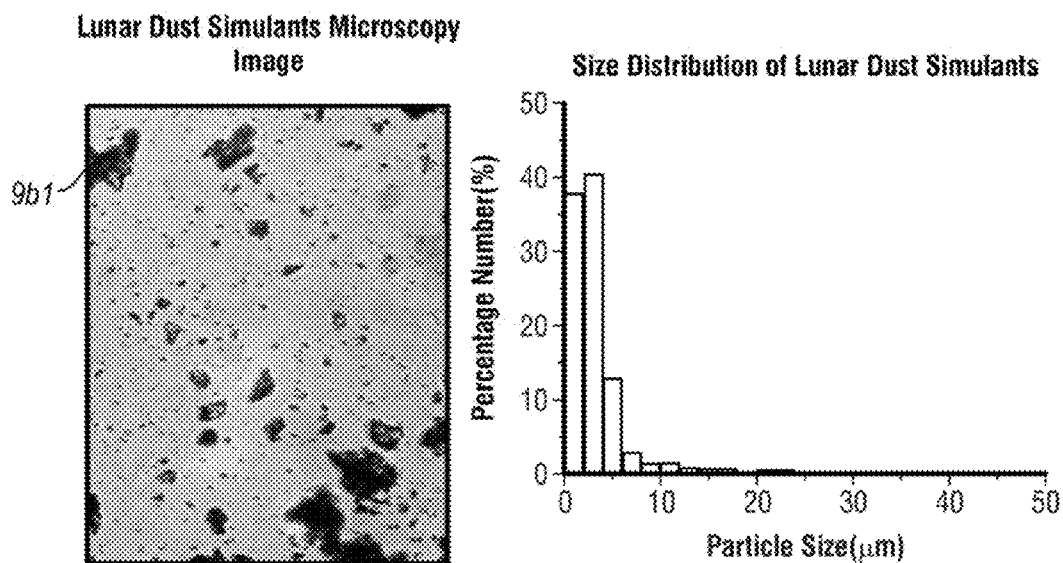 Lunar Dust Simulants Microscopy
Image
9b1
Size Distribution of Lunar Dust Simulants
Percentage Number(%)
50
40
30
20
10
0
0 10 20 30 40 50
Particle Size(μm)